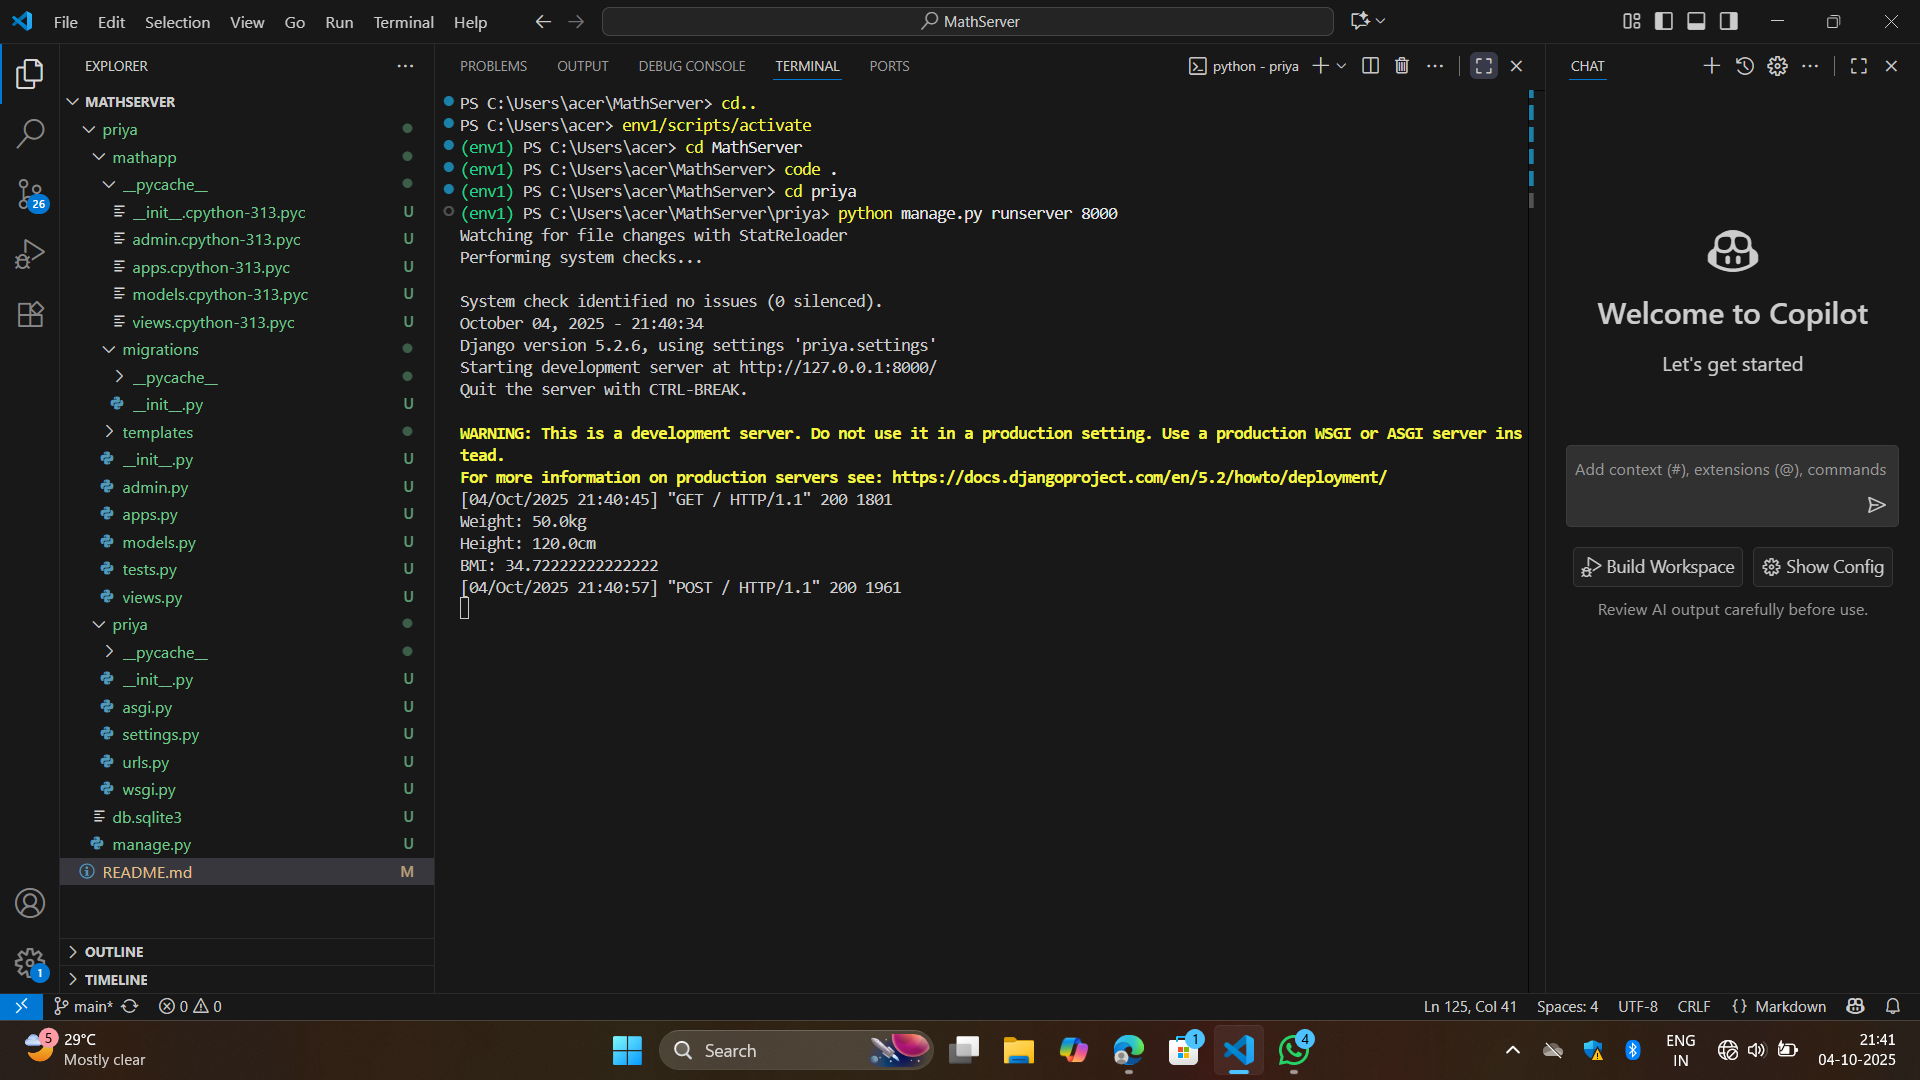 File Edit Selection View Go Run Terminal Help
MathServer
EXPLORER
MATHSERVER
priya
mathapp
__pycache__
__init__.cpython-313.pyc U
admin.cpython-313.pyc U
apps.cpython-313.pyc U
models.cpython-313.pyc U
views.cpython-313.pyc U
migrations
__pycache__
__init__.py U
templates
__init__.py U
admin.py U
apps.py U
models.py U
tests.py U
views.py U
priya
__pycache__
__init__.py U
asgi.py U
settings.py U
urls.py U
wsgi.py U
db.sqlite3 U
manage.py U
README.md M
OUTLINE
TIMELINE
26
1
PROBLEMS OUTPUT DEBUG CONSOLE TERMINAL PORTS
python - priya
PS C:\Users\acer\MathServer> cd..
PS C:\Users\acer> env1/scripts/activate
(env1) PS C:\Users\acer> cd MathServer
(env1) PS C:\Users\acer\MathServer> code .
(env1) PS C:\Users\acer\MathServer> cd priya
(env1) PS C:\Users\acer\MathServer\priya> python manage.py runserver 8000
Watching for file changes with StatReloader
Performing system checks...
System check identified no issues (0 silenced).
October 04, 2025 - 21:40:34
Django version 5.2.6, using settings 'priya.settings'
Starting development server at http://127.0.0.1:8000/
Quit the server with CTRL-BREAK.
WARNING: This is a development server. Do not use it in a production setting. Use a production WSGI or ASGI server ins
tead.
For more information on production servers see: https://docs.djangoproject.com/en/5.2/howto/deployment/
[04/Oct/2025 21:40:45] "GET / HTTP/1.1" 200 1801
Weight: 50.0kg
Height: 120.0cm
BMI: 34.72222222222222
[04/Oct/2025 21:40:57] "POST / HTTP/1.1" 200 1961
CHAT
Welcome to Copilot
Let's get started
Add context (#), extensions (@), commands
Build Workspace Show Config
Review AI output carefully before use.
main* 0 0
Ln 125, Col 41 Spaces: 4 UTF-8 CRLF {} Markdown
5
29°C
Mostly clear
Search
1
4
ENG
IN
21:41
04-10-2025